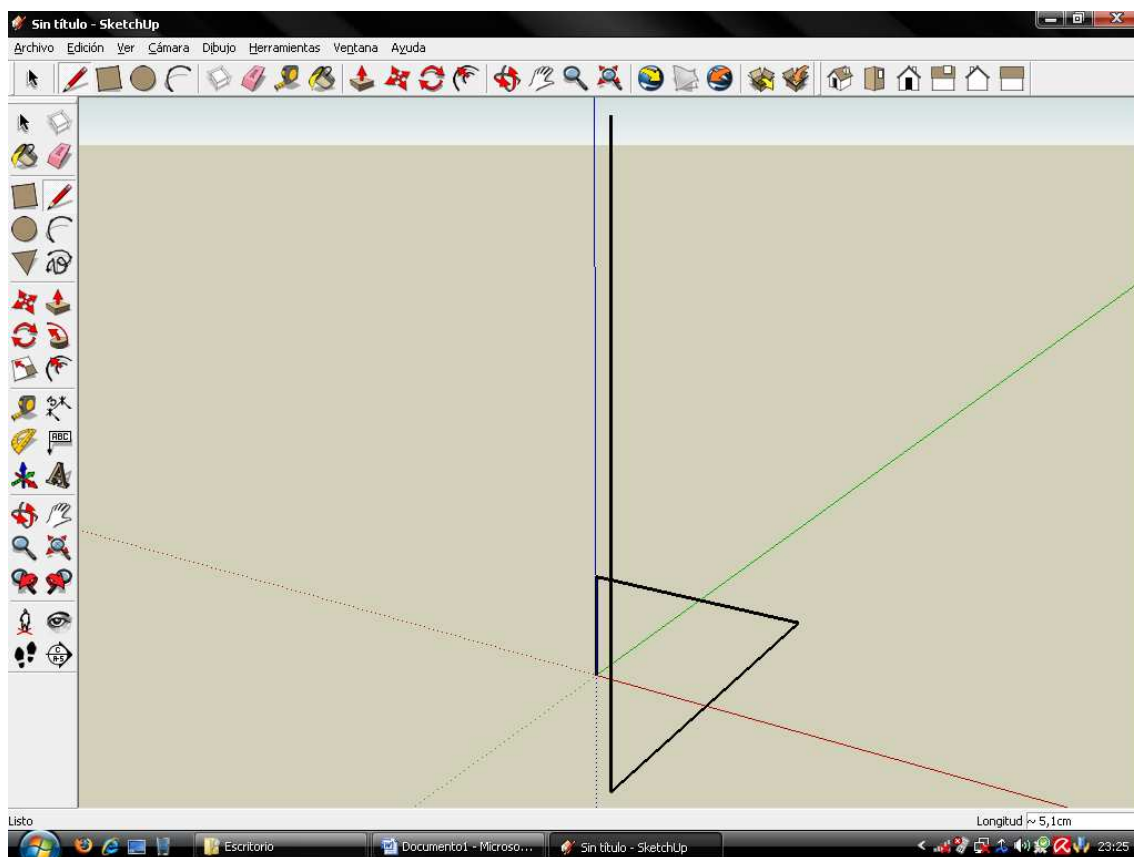 Sin título - SketchUp
Archivo Edición Ver Cámara Dibujo Herramientas Ventana Ayuda
ABC
Listo
Longitud ~ 5,1cm
Escritorio
Documento1 - Microso...
Sin título - SketchUp
23:25